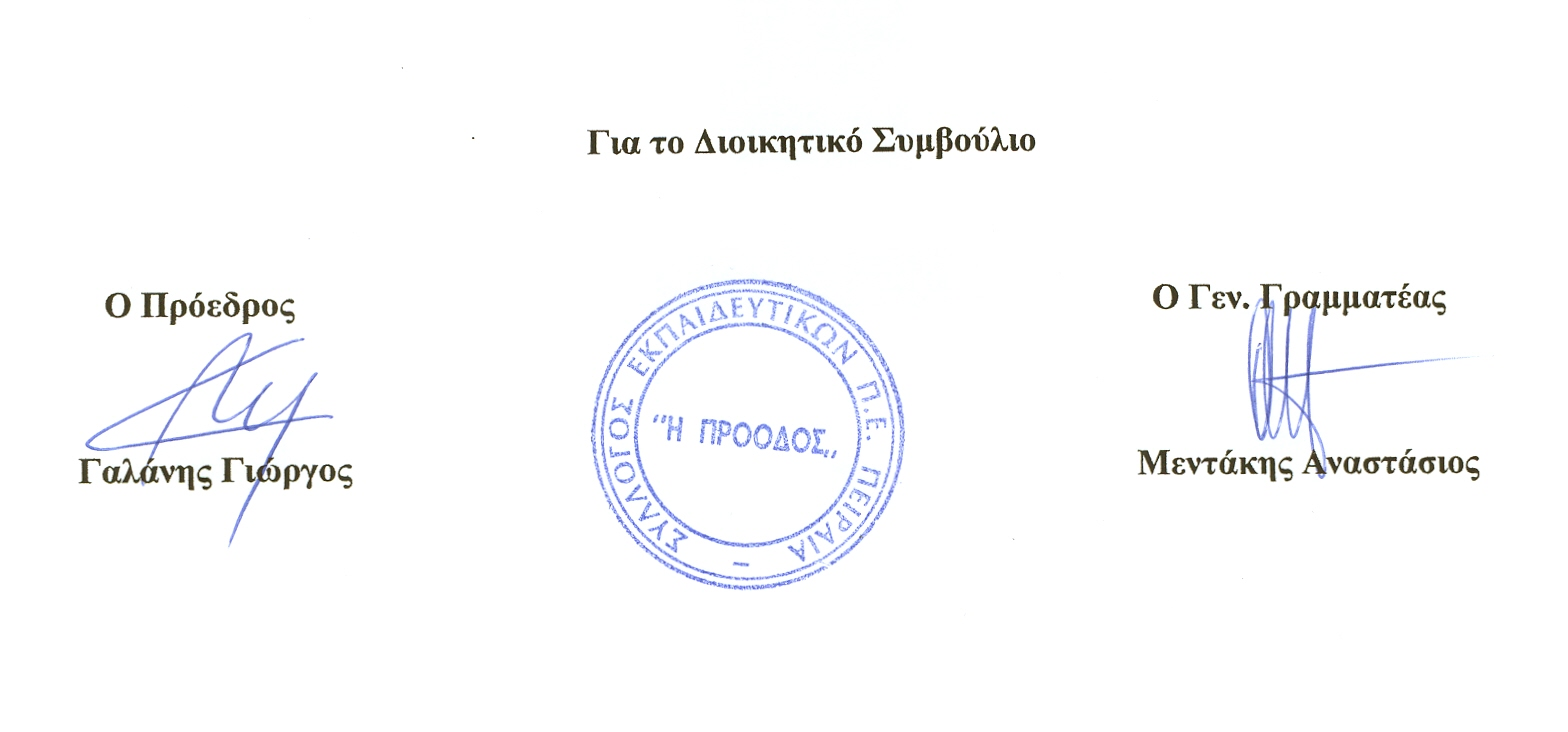 Για το Διοικητικό Συμβούλιο
Ο Πρόεδρος
Ο Γεν. Γραμματέας
ΣΥΛΛΟΓΟΣ ΕΚΠΑΙΔΕΥΤΙΚΩΝ Π.Ε. ΠΕΙΡΑΙΑ –
"Η ΠΡΟΟΔΟΣ,,
Γαλάνης Γιώργος
Μεντάκης Αναστάσιος